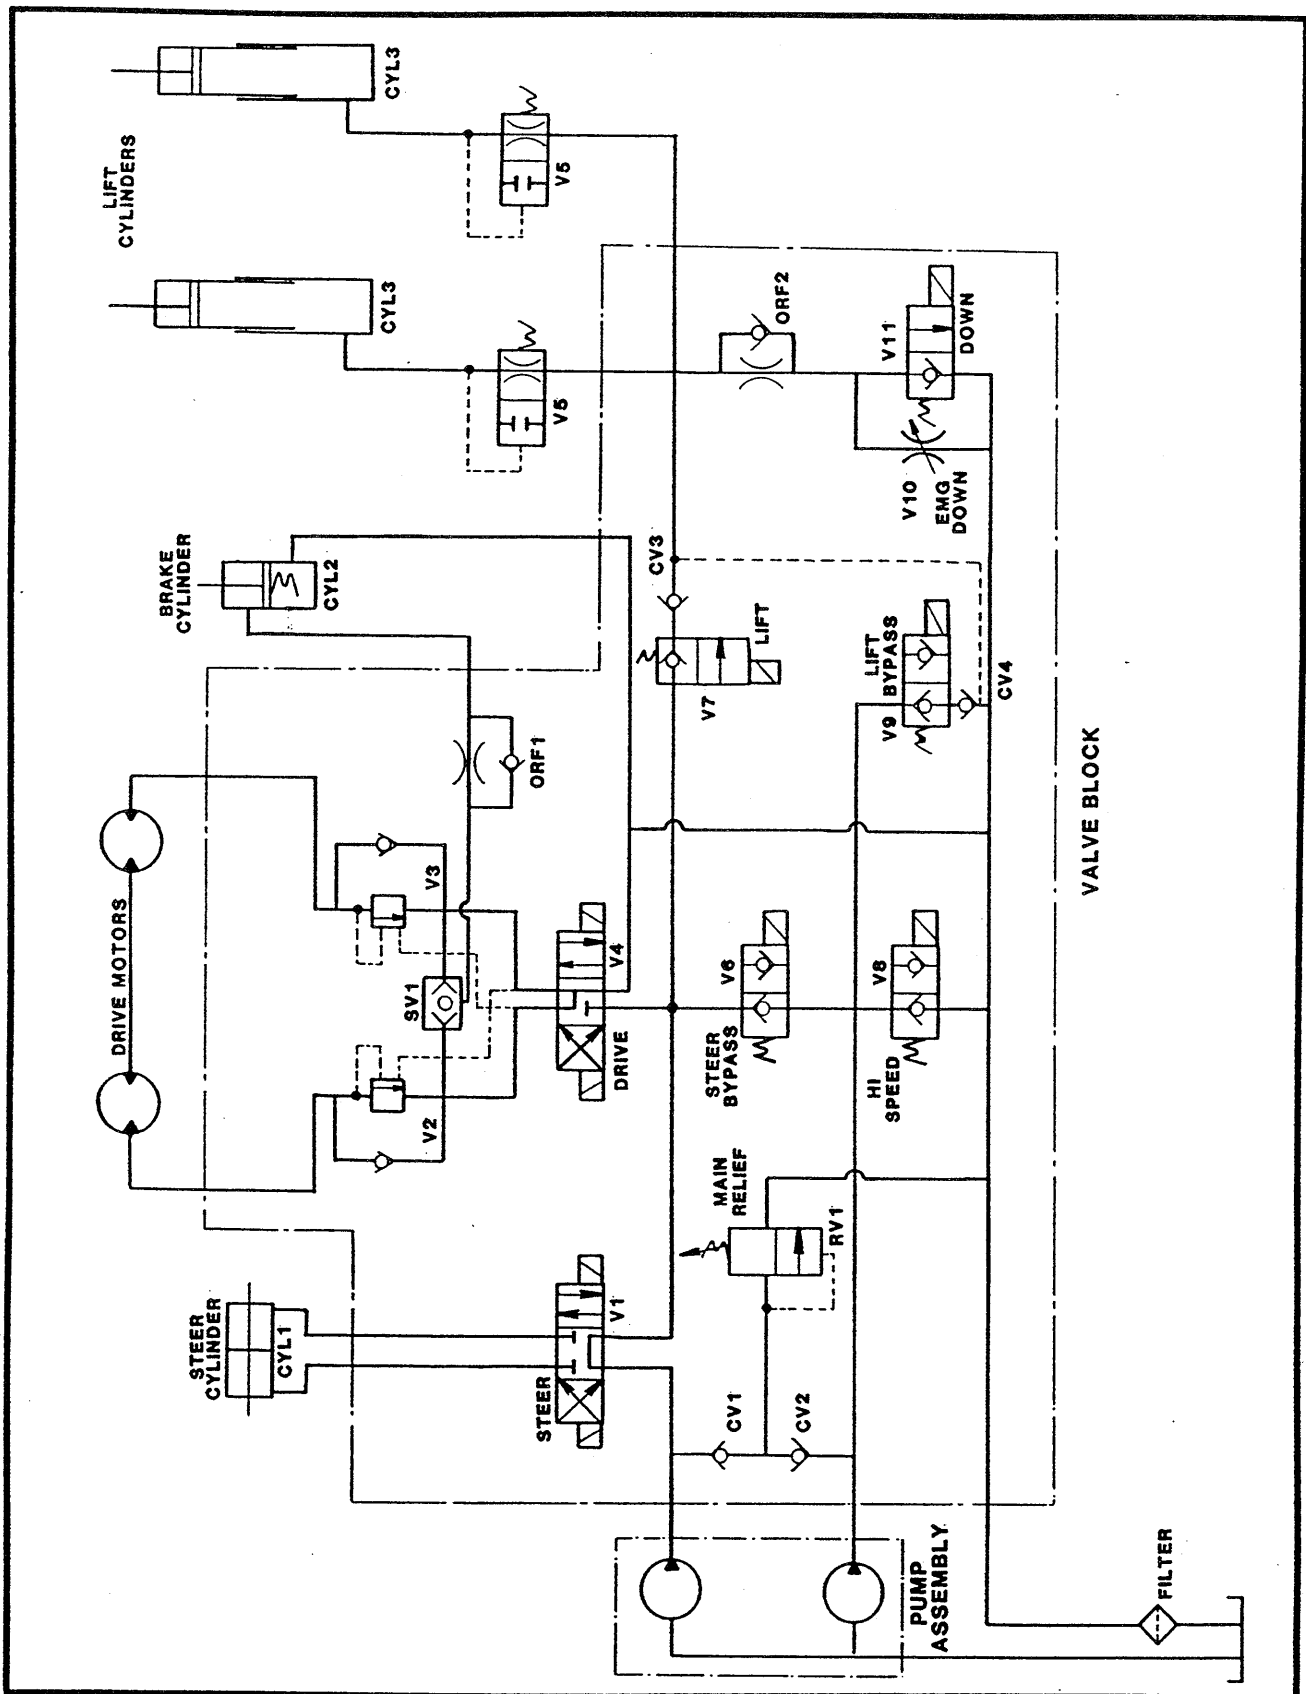 LIFT
CYLINDERS
CYL3
CYL3
V5
V5
BRAKE
CYLINDER
CYL2
ORF2
V11
DOWN
V10
EMG
DOWN
CV3
LIFT
V7
LIFT
BYPASS
V9
CV4
ORF1
DRIVE MOTORS
V3
SV1
V2
V4
DRIVE
V6
STEER
BYPASS
V8
HI
SPEED
VALVE BLOCK
MAIN
RELIEF
RV1
STEER
CYLINDER
CYL1
V1
STEER
CV1
CV2
PUMP
ASSEMBLY
FILTER